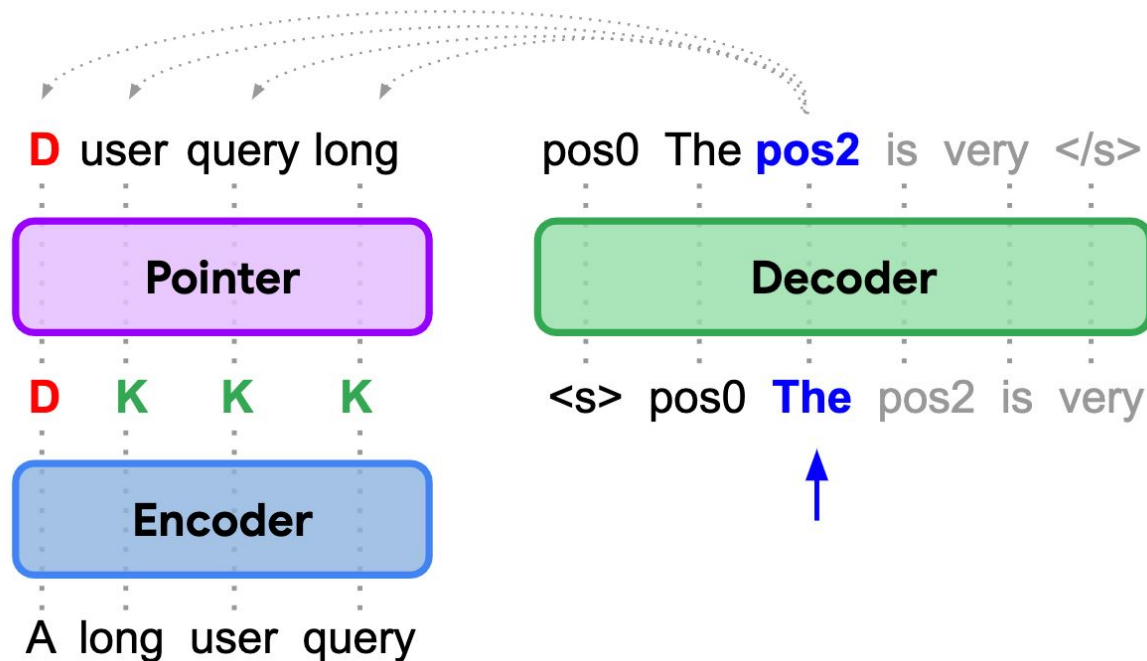 D user query long
pos0 The pos2 is very </s>
Pointer
Decoder
D K K K
<s> pos0 The pos2 is very
Encoder
A long user query